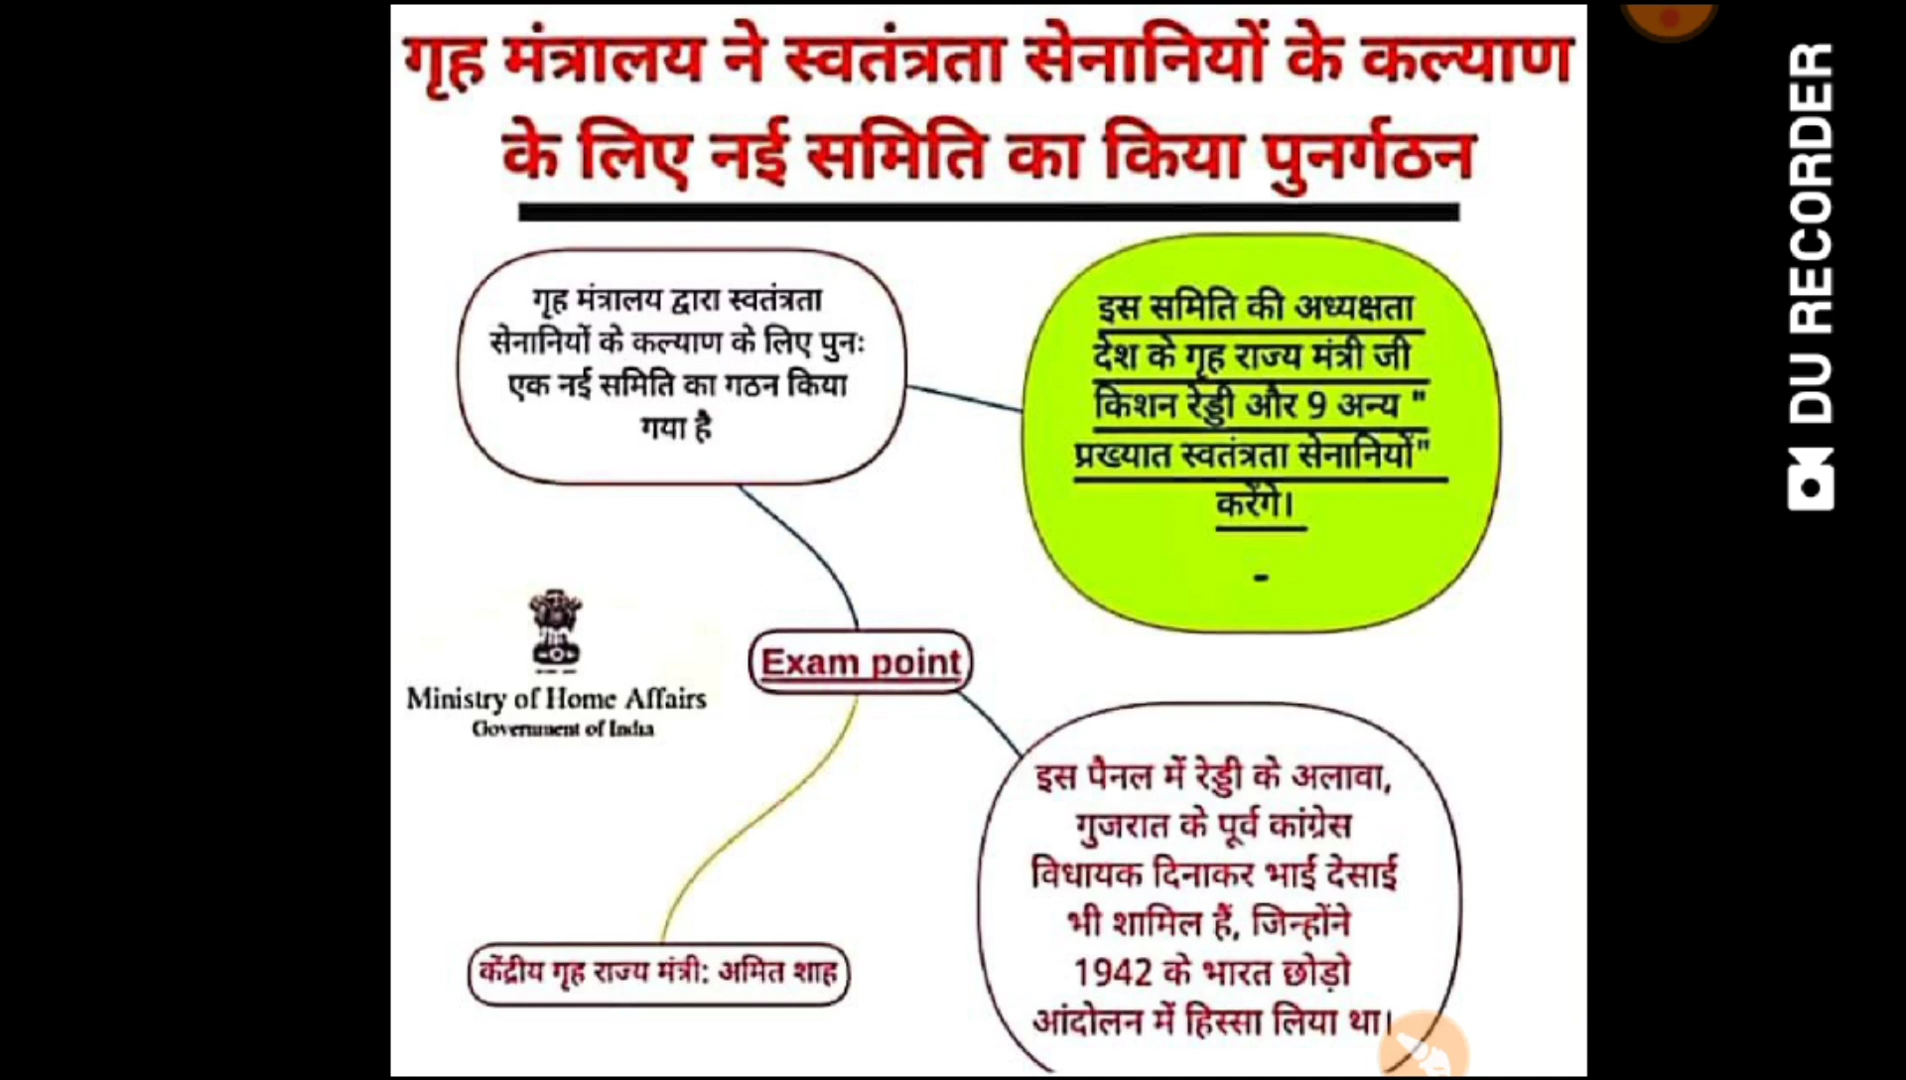 गृह मंत्रालय ने स्वतंत्रता सेनानियों के कल्याण
के लिए नई समिति का किया पुनर्गठन
गृह मंत्रालय द्वारा स्वतंत्रता
सेनानियों के कल्याण के लिए पुनः
एक नई समिति का गठन किया
गया है
इस समिति की अध्यक्षता
देश के गृह राज्य मंत्री जी
किशन रेड्डी और 9 अन्य "
प्रख्यात स्वतंत्रता सेनानियों"
करेंगे।
-
Ministry of Home Affairs
Government of India
Exam point
इस पैनल में रेड्डी के अलावा,
गुजरात के पूर्व कांग्रेस
विधायक दिनाकर भाई देसाई
भी शामिल हैं, जिन्होंने
1942 के भारत छोड़ो
आंदोलन में हिस्सा लिया था।
केंद्रीय गृह राज्य मंत्री: अमित शाह
DU RECORDER